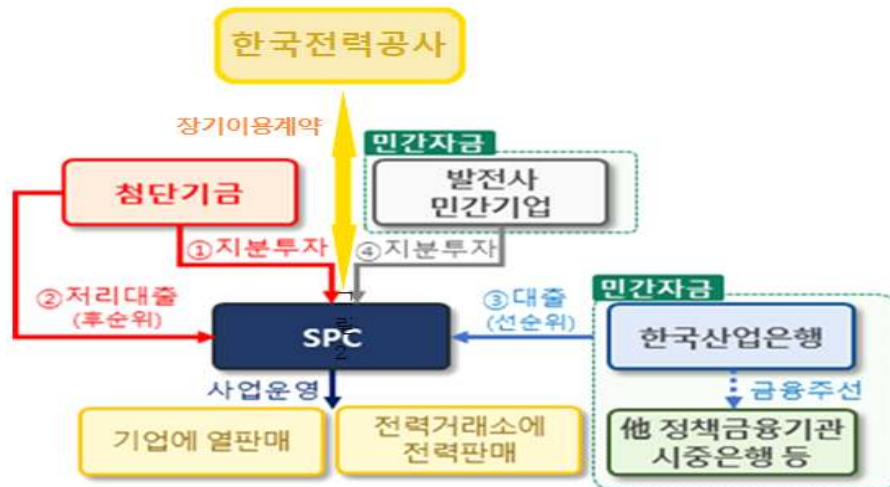 한국전력공사
장기이용계약
민간자금
첨단기금
발전사
민간기업
①지분투자
④지분투자
②저리대출
(후순위)
민간자금
③대출
(선순위)
SPC
한국산업은행
사업운영
금융주선
기업에 열판매
전력거래소에
전력판매
他 정책금융기관
시중은행 등